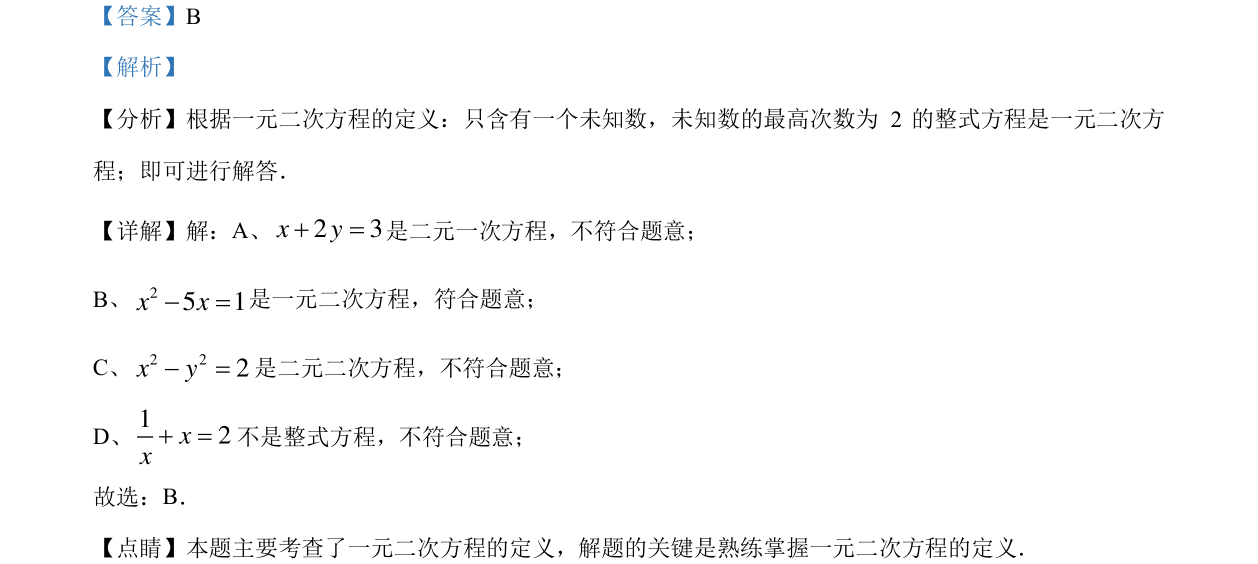 【答案】B
【解析】
【分析】根据一元二次方程的定义：只含有一个未知数，未知数的最高次数为 2 的整式方程是一元二次方
程；即可进行解答．
【详解】解：A、x+2y=3是二元一次方程，不符合题意；
B、x²−5x=1是一元二次方程，符合题意；
C、x²−y²=2是二元二次方程，不符合题意；
D、1/x+x=2不是整式方程，不符合题意；
故选：B．
【点睛】本题主要考查了一元二次方程的定义，解题的关键是熟练掌握一元二次方程的定义．